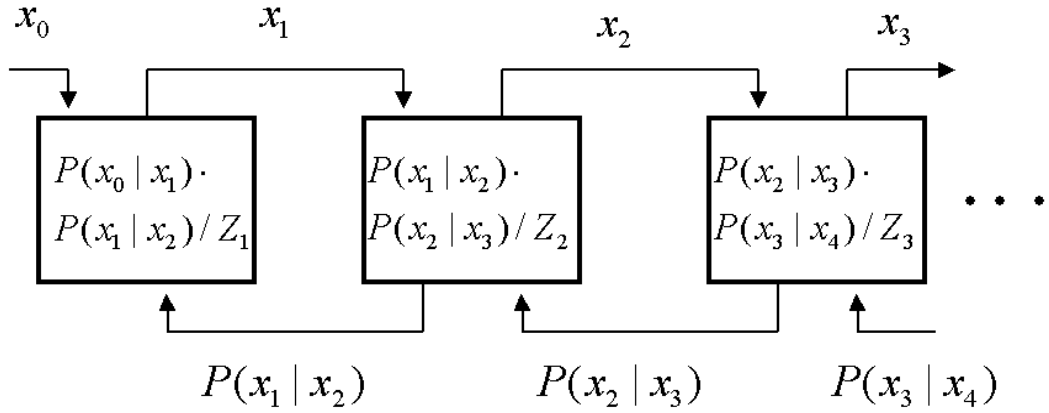 x₀ x₁ x₂ x₃
P(x₀ | x₁) ·
P(x₁ | x₂) / Z₁
P(x₁ | x₂) ·
P(x₂ | x₃) / Z₂
P(x₂ | x₃) ·
P(x₃ | x₄) / Z₃
• • •
P(x₁ | x₂) P(x₂ | x₃) P(x₃ | x₄)